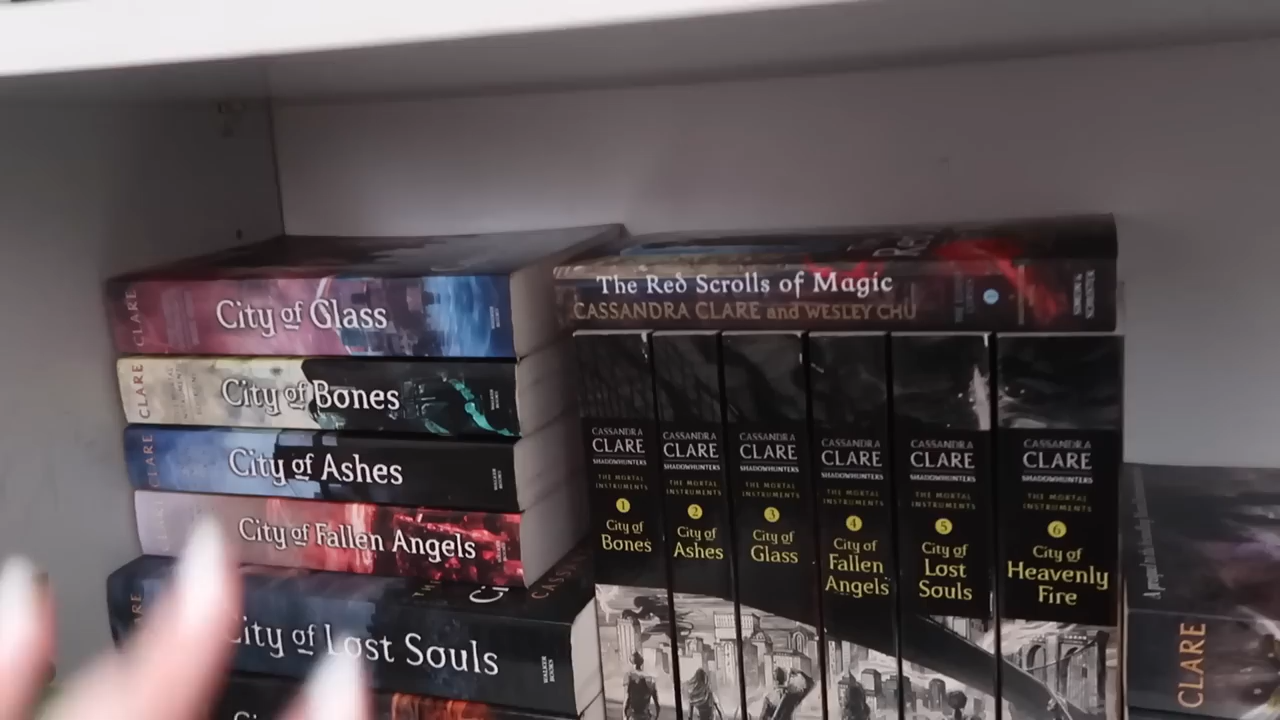 CLARE
City of Glass
CLARE
City of Bones
CLARE
City of Ashes
City of Fallen Angels
City of Lost Souls
WALKER
BOOKS
The Red Scrolls of Magic
CASSANDRA CLARE and WESLEY CHU
SIMON &
SCHUSTER
CASSANDRA
CLARE
SHADOWHUNTERS
THE MORTAL
INSTRUMENTS
1
City of
Bones
CASSANDRA
CLARE
SHADOWHUNTERS
THE MORTAL
INSTRUMENTS
2
City of
Ashes
CASSANDRA
CLARE
SHADOWHUNTERS
THE MORTAL
INSTRUMENTS
3
City of
Glass
CASSANDRA
CLARE
SHADOWHUNTERS
THE MORTAL
INSTRUMENTS
4
City of
Fallen
Angels
CASSANDRA
CLARE
SHADOWHUNTERS
THE MORTAL
INSTRUMENTS
5
City of
Lost
Souls
CASSANDRA
CLARE
SHADOWHUNTERS
THE MORTAL
INSTRUMENTS
6
City of
Heavenly
Fire
CLARE